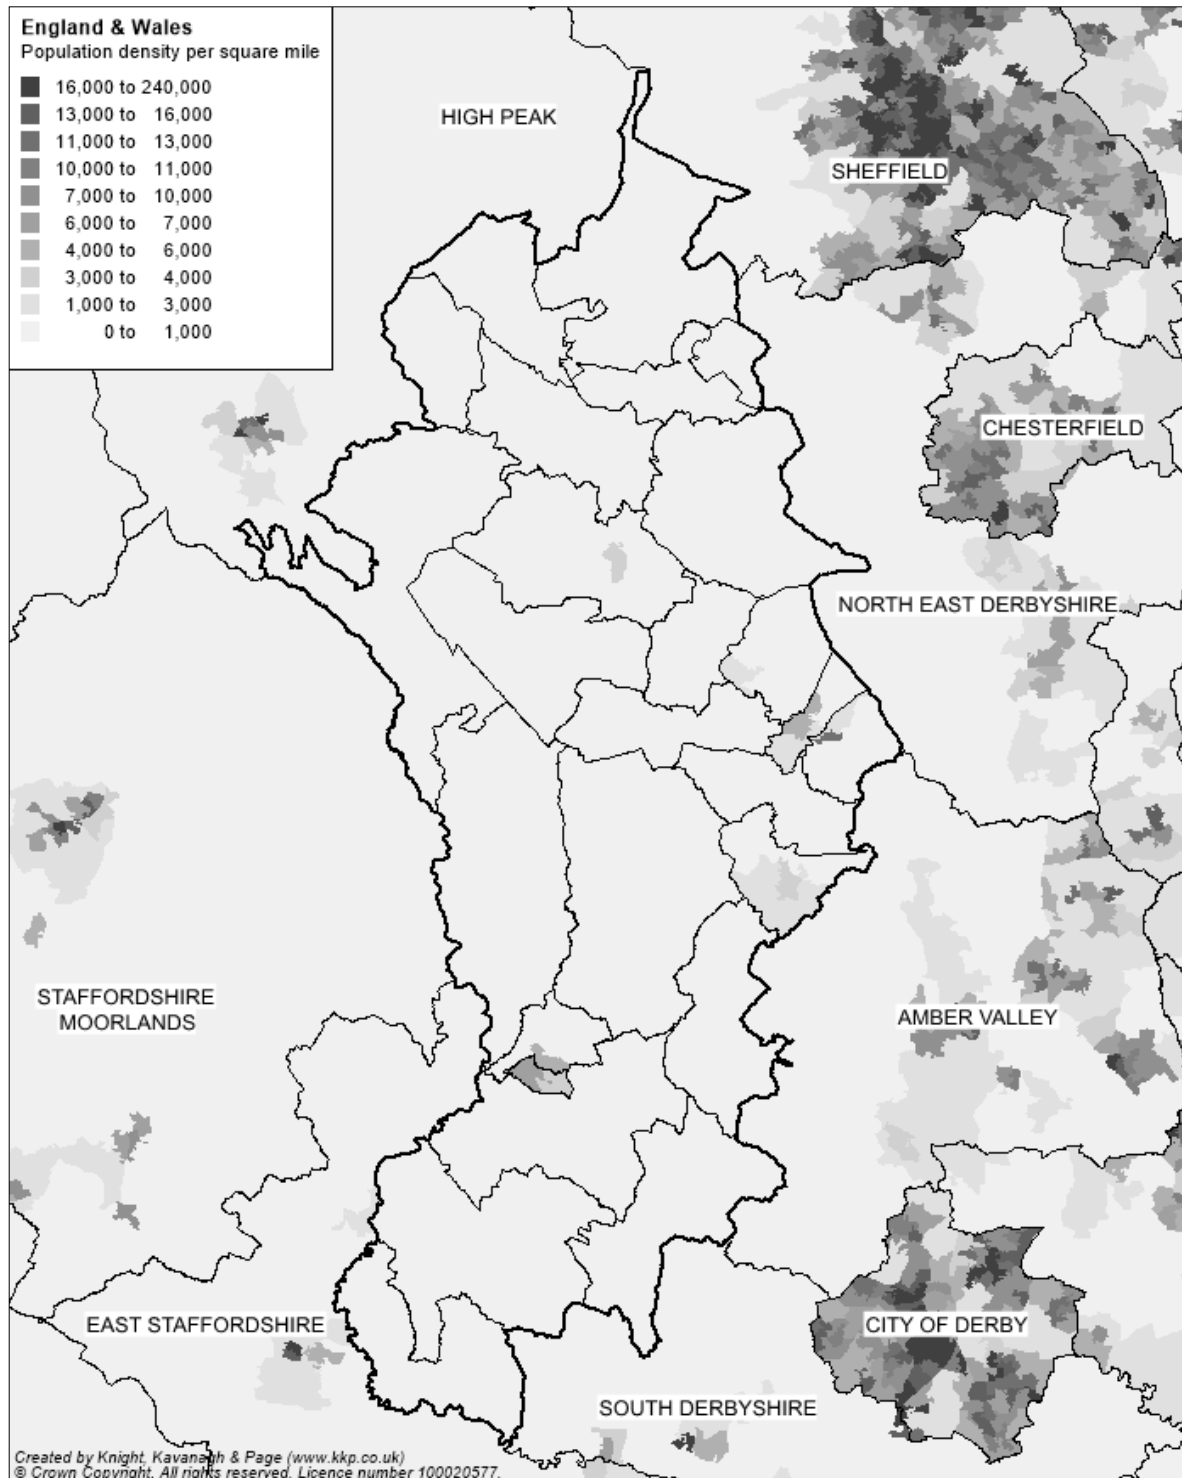 England & Wales
Population density per square mile
16,000 to 240,000
13,000 to 16,000
11,000 to 13,000
10,000 to 11,000
7,000 to 10,000
6,000 to 7,000
4,000 to 6,000
3,000 to 4,000
1,000 to 3,000
0 to 1,000
HIGH PEAK
SHEFFIELD
CHESTERFIELD
NORTH EAST DERBYSHIRE
STAFFORDSHIRE
MOORLANDS
AMBER VALLEY
EAST STAFFORDSHIRE
CITY OF DERBY
SOUTH DERBYSHIRE
Created by Knight, Kavanagh & Page (www.kkp.co.uk)
© Crown Copyright. All rights reserved. Licence number 100020577.